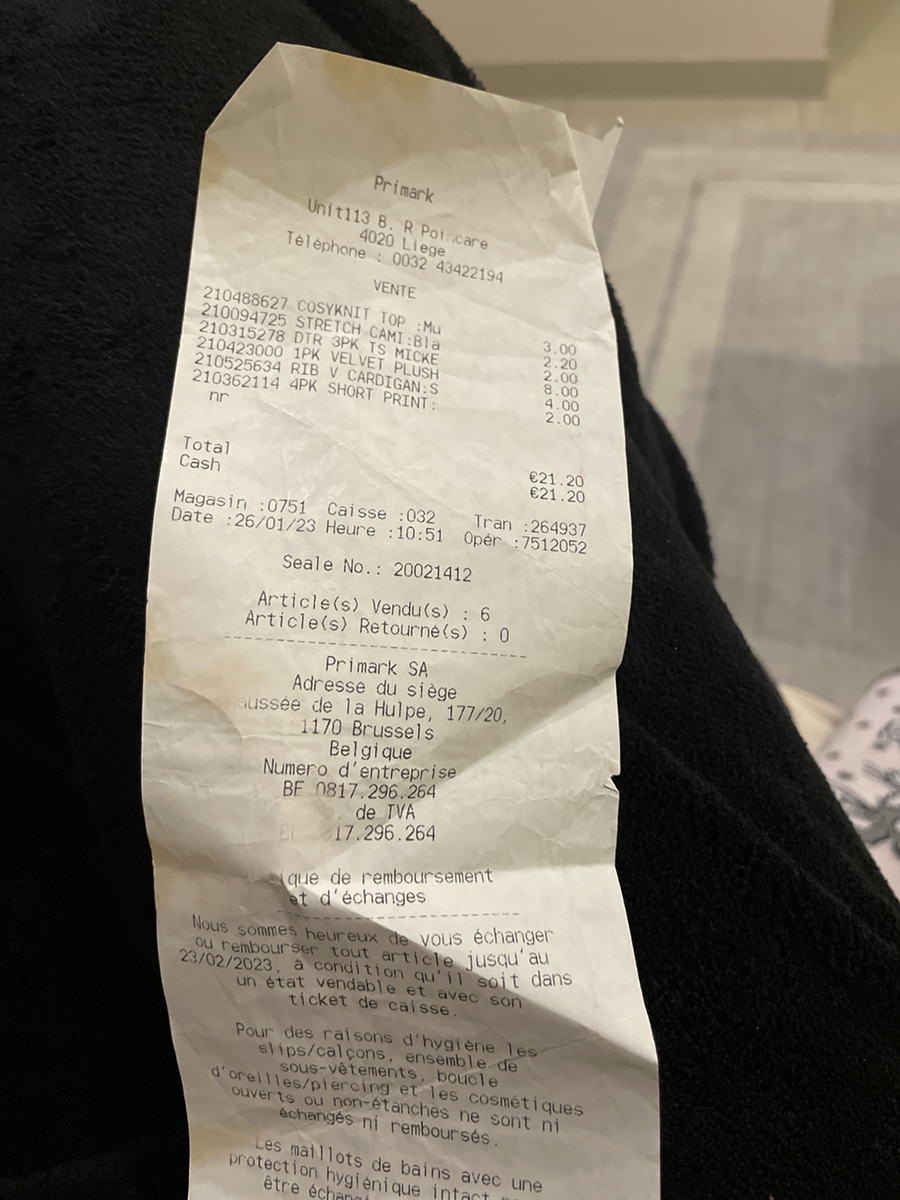 Primark
Unit113 B. R
4020 Liege
Téléphone : 0032 43422194
VENTE
210488627 COSYKNIT TOP :Mu 3.00
210094725 STRETCH CAMI:Bla 2.20
210315278 DTR 3PK TS MICKE 2.00
210423000 1PK VELVET PLUSH 8.00
210525634 RIB V CARDIGAN:S 4.00
210362114 4PK SHORT PRINT: 2.00
nr
Total €21.20
Cash €21.20
Magasin :0751 Caisse :032 Tran :264937
Date :26/01/23 Heure :10:51 Opér :7512052
Seale No.: 20021412
Article(s) Vendu(s) : 6
Article(s) Retourné(s) : 0
Primark SA
Adresse du siège
de la Hulpe, 177/20,
1170 Brussels
Belgique
Numero d'entreprise
BE 0817.296.264
de TVA
17.296.264
de remboursement
et d'échanges
Nous sommes heureux de vous échanger
ou rembourser tout article jusqu'au
23/02/2023, à condition qu'il soit dans
un état vendable et avec son
ticket de caisse.
Pour des raisons d'hygiène les
slips/calçons, ensemble de
sous-vêtements, boucle
d'oreilles/piercing et les cosmétiques
ouverts ou non-étanches ne sont ni
échangés ni remboursés.
Les maillots de bains avec une
protection hygiénique intact
être